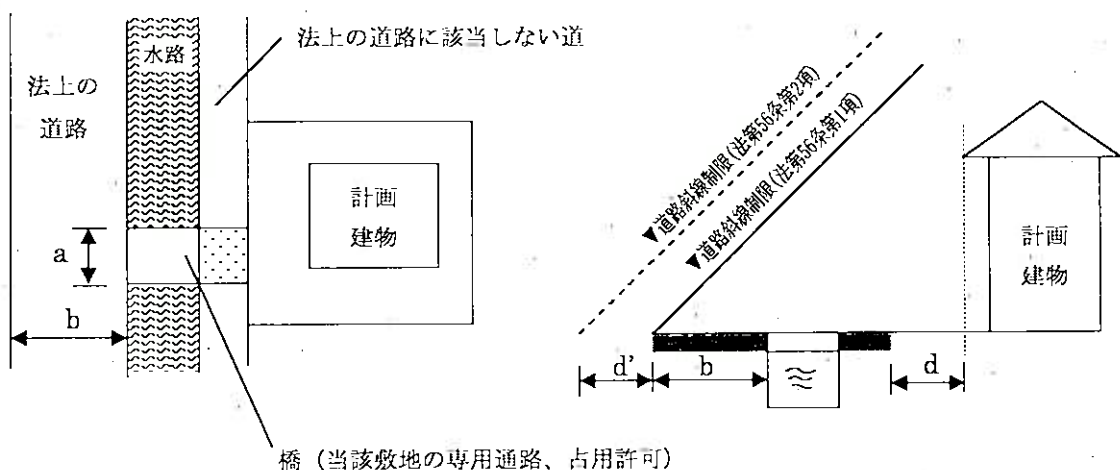 法上の道路に該当しない道
水路
法上の
道路
計画
建物
a
b
橋（当該敷地の専用通路、占用許可）
▼道路斜線制限(法第56条第2項)
▼道路斜線制限(法第56条第1項)
計画
建物
d'
b
d